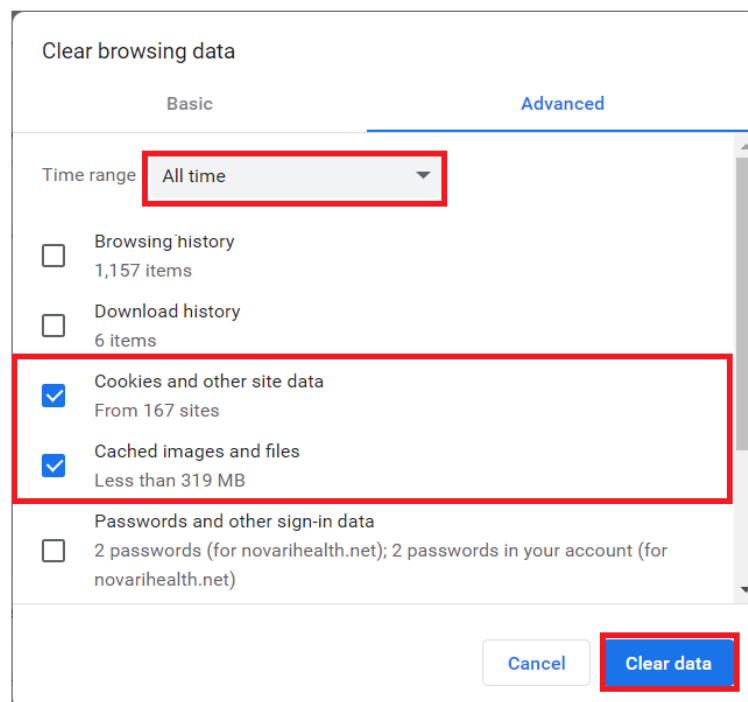 Clear browsing data
Basic
Advanced
Time range
All time
Browsing history
1,157 items
Download history
6 items
Cookies and other site data
From 167 sites
Cached images and files
Less than 319 MB
Passwords and other sign-in data
2 passwords (for novarihealth.net); 2 passwords in your account (for
novarihealth.net)
Cancel
Clear data